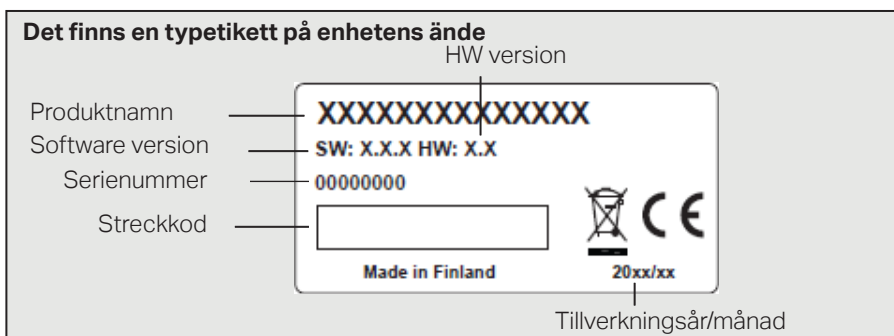 Det finns en typetikett på enhetens ände
HW version
Produktnamn
XXXXXXXXXXXXXX
Software version
SW: X.X.X HW: X.X
Serienummer
00000000
Streckkod
CE
Made in Finland
20xx/xx
Tillverkningsår/månad